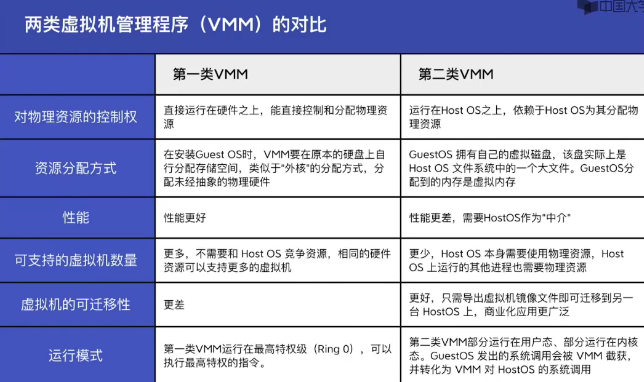 中国大学
两类虚拟机管理程序（VMM）的对比
第一类VMM
第二类VMM
对物理资源的控制权
直接运行在硬件之上，能直接控制和分配物理资
源
运行在Host OS之上，依赖于Host OS为其分配物
理资源
资源分配方式
在安装Guest OS时，VMM要在原本的硬盘上自
行分配存储空间，类似于"外核"的分配方式，分
配未经抽象的物理硬件
GuestOS 拥有自己的虚拟磁盘，该盘实际上是
Host OS 文件系统中的一个大文件。GuestOS分
配到的内存是虚拟内存
性能
性能更好
性能更差，需要HostOS作为"中介"
可支持的虚拟机数量
更多，不需要和 Host OS 竞争资源，相同的硬件
资源可以支持更多的虚拟机
更少，Host OS 本身需要使用物理资源，Host
OS 上运行的其他进程也需要物理资源
虚拟机的可迁移性
更差
更好，只需导出虚拟机镜像文件即可迁移到另一
台 HostOS 上，商业化应用更广泛
运行模式
第一类VMM运行在最高特权级（Ring 0），可以
执行最高特权的指令。
第二类VMM部分运行在用户态、部分运行在内核
态。GuestOS 发出的系统调用会被 VMM 截获，
并转化为 VMM 对 HostOS 的系统调用